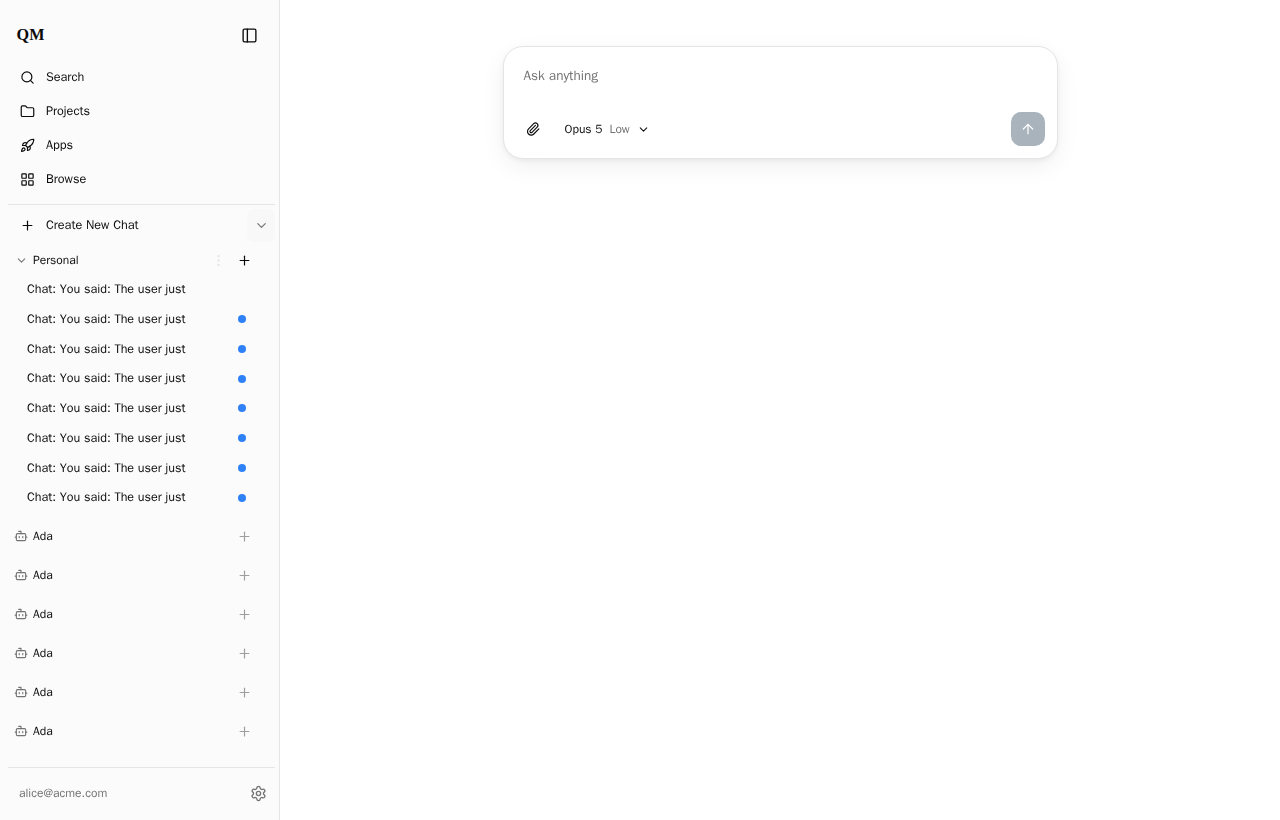 QM
Search
Projects
Apps
Browse
Create New Chat
Personal
Chat: You said: The user just
Chat: You said: The user just
Chat: You said: The user just
Chat: You said: The user just
Chat: You said: The user just
Chat: You said: The user just
Chat: You said: The user just
Chat: You said: The user just
Ada
Ada
Ada
Ada
Ada
Ada
alice@acme.com
Ask anything
Opus 5 Low